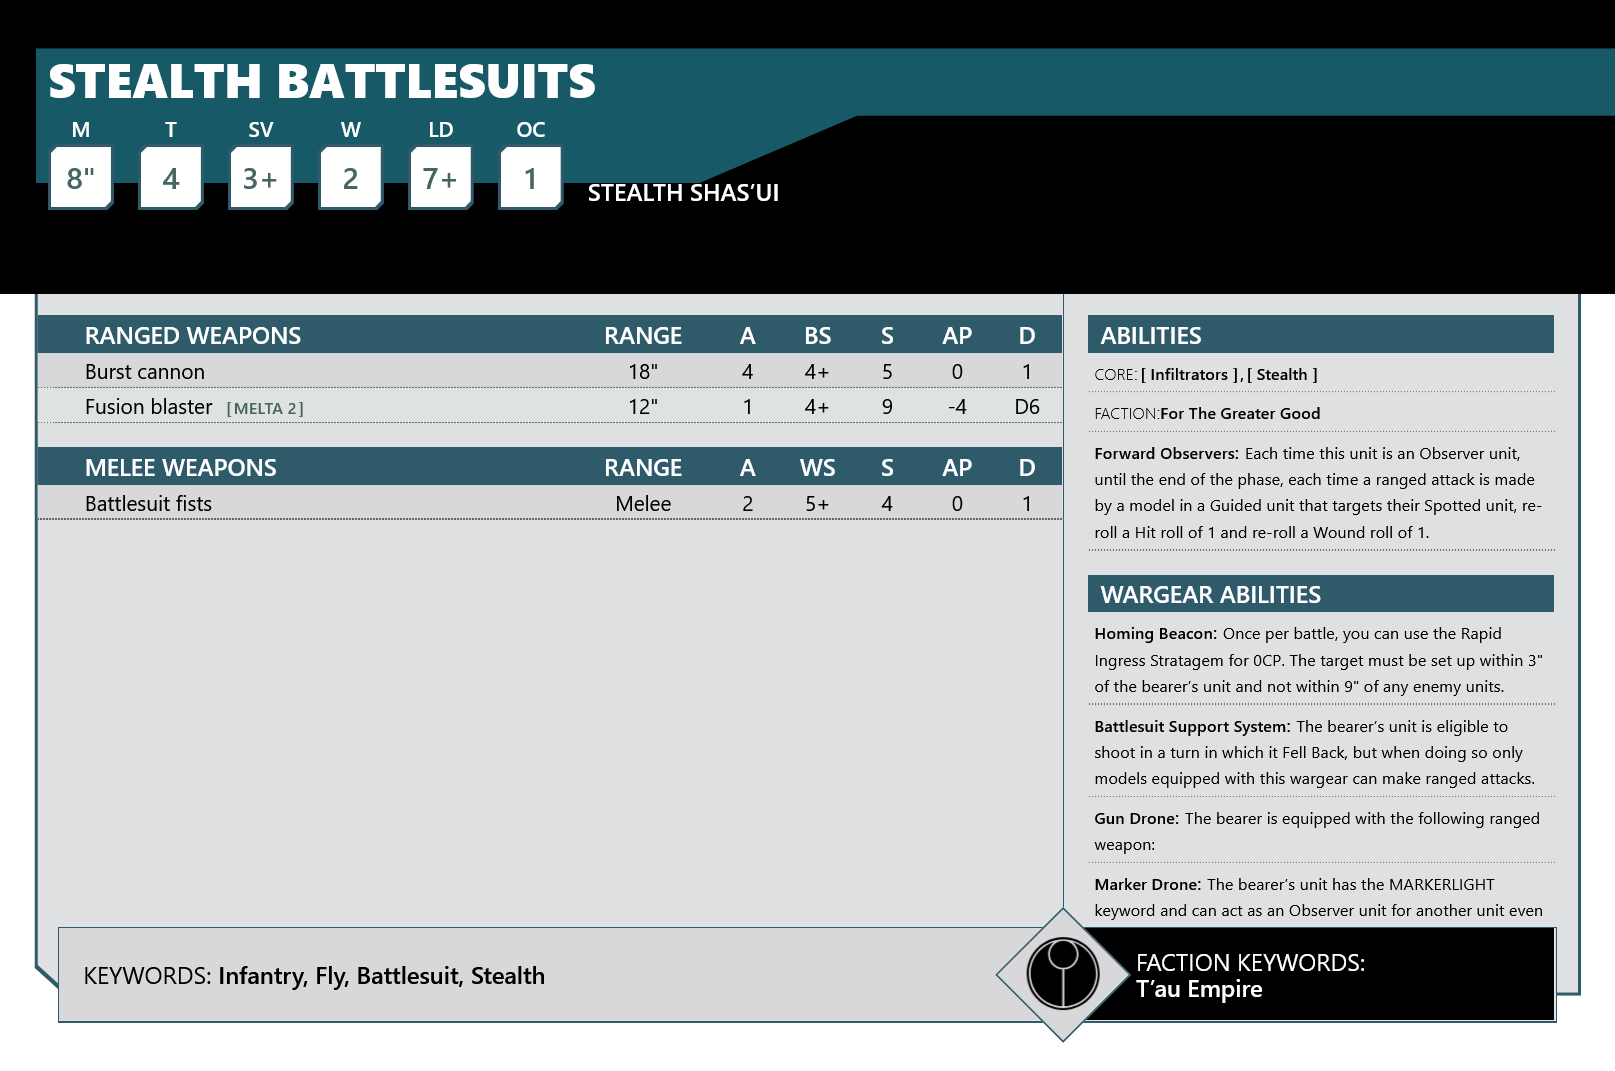 STEALTH BATTLESUITS
M T SV W LD OC
8" 4 3+ 2 7+ 1
STEALTH SHAS’UI
RANGED WEAPONS RANGE A BS S AP D
Burst cannon 18" 4 4+ 5 0 1
Fusion blaster [MELTA 2] 12" 1 4+ 9 -4 D6
MELEE WEAPONS RANGE A WS S AP D
Battlesuit fists Melee 2 5+ 4 0 1
ABILITIES
CORE: [ Infiltrators ], [ Stealth ]
FACTION:For The Greater Good
Forward Observers: Each time this unit is an Observer unit,
until the end of the phase, each time a ranged attack is made
by a model in a Guided unit that targets their Spotted unit, re-
roll a Hit roll of 1 and re-roll a Wound roll of 1.
WARGEAR ABILITIES
Homing Beacon: Once per battle, you can use the Rapid
Ingress Stratagem for 0CP. The target must be set up within 3"
of the bearer’s unit and not within 9" of any enemy units.
Battlesuit Support System: The bearer’s unit is eligible to
shoot in a turn in which it Fell Back, but when doing so only
models equipped with this wargear can make ranged attacks.
Gun Drone: The bearer is equipped with the following ranged
weapon:
Marker Drone: The bearer’s unit has the MARKERLIGHT
keyword and can act as an Observer unit for another unit even
KEYWORDS: Infantry, Fly, Battlesuit, Stealth
FACTION KEYWORDS:
T’au Empire